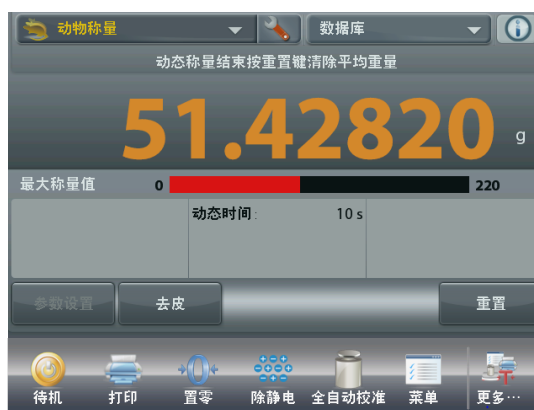 动物称量
数据库
动态称量结束按重置键清除平均重量
51.42820 g
最大称量值 0 220
动态时间: 10 s
参数设置 去皮 重置
待机 打印 置零 除静电 全自动校准 菜单 更多…